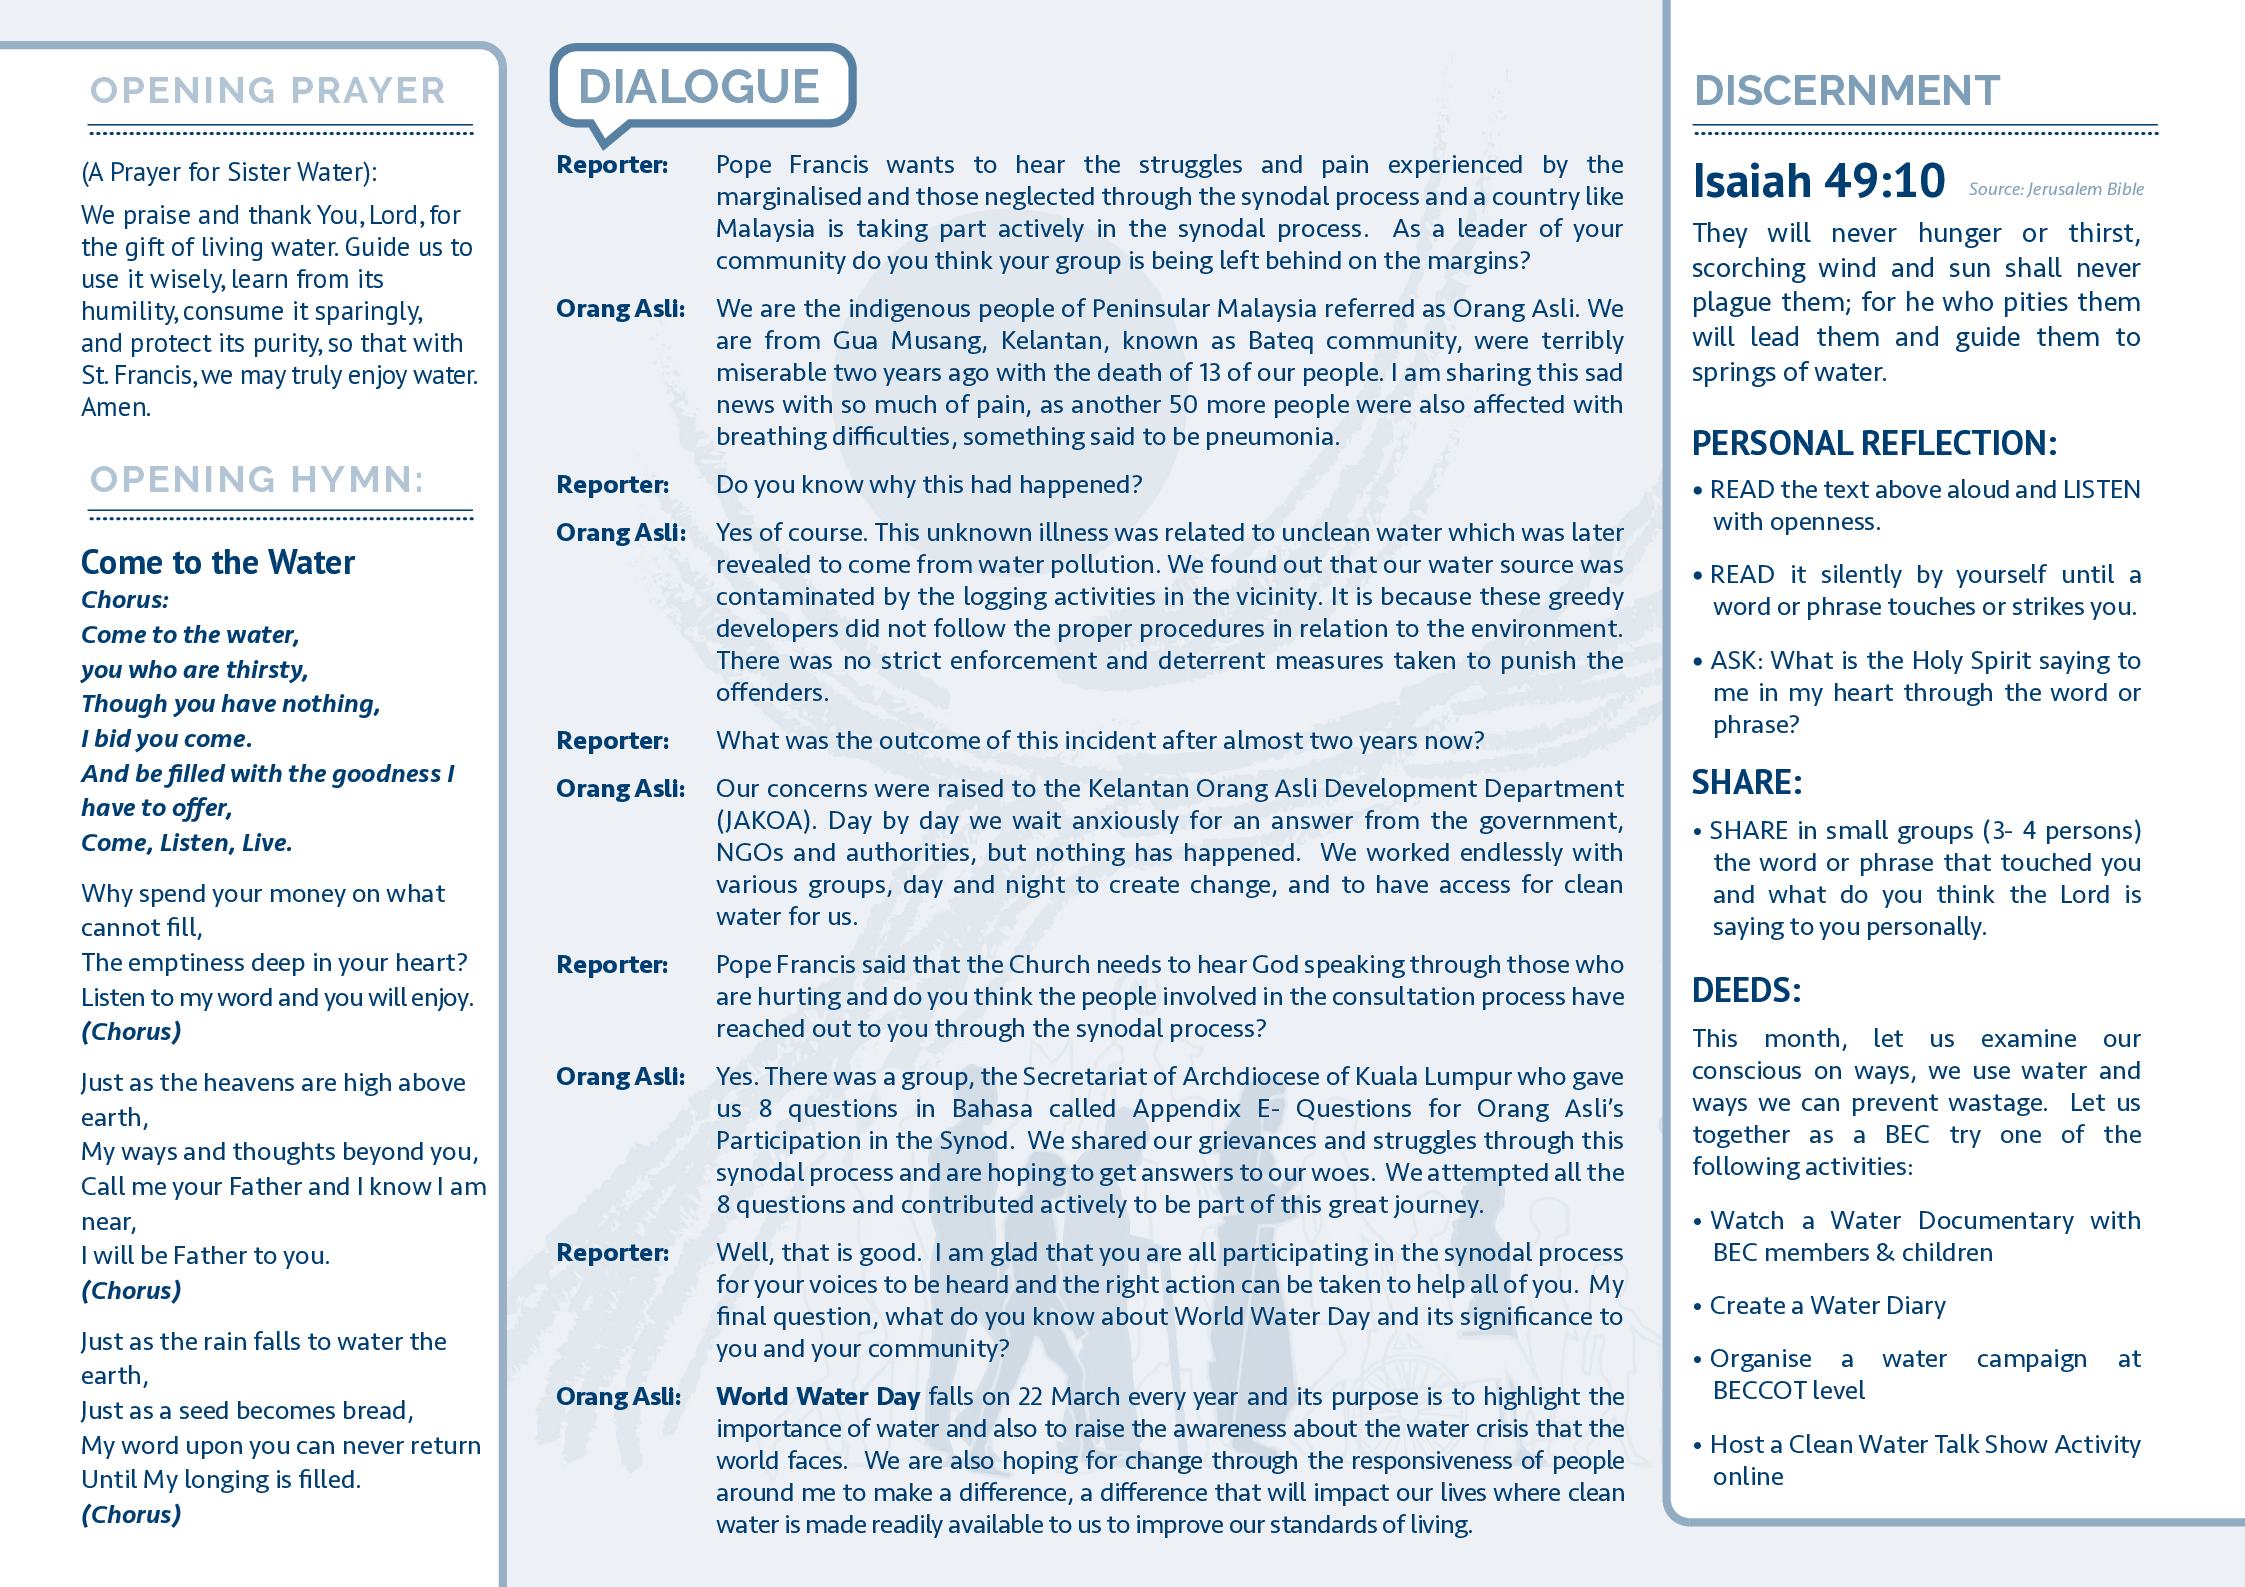 OPENING PRAYER
(A Prayer for Sister Water):
We praise and thank You, Lord, for
the gift of living water. Guide us to
use it wisely, learn from its
humility, consume it sparingly,
and protect its purity, so that with
St. Francis, we may truly enjoy water.
Amen.
OPENING HYMN:
Come to the Water
Chorus:
Come to the water,
you who are thirsty,
Though you have nothing,
I bid you come.
And be filled with the goodness I
have to offer,
Come, Listen, Live.
Why spend your money on what
cannot fill,
The emptiness deep in your heart?
Listen to my word and you will enjoy.
(Chorus)
Just as the heavens are high above
earth,
My ways and thoughts beyond you,
Call me your Father and I know I am
near,
I will be Father to you.
(Chorus)
Just as the rain falls to water the
earth,
Just as a seed becomes bread,
My word upon you can never return
Until My longing is filled.
(Chorus)
DIALOGUE
Reporter: Pope Francis wants to hear the struggles and pain experienced by the
marginalised and those neglected through the synodal process and a country like
Malaysia is taking part actively in the synodal process. As a leader of your
community do you think your group is being left behind on the margins?
Orang Asli: We are the indigenous people of Peninsular Malaysia referred as Orang Asli. We
are from Gua Musang, Kelantan, known as Bateq community, were terribly
miserable two years ago with the death of 13 of our people. I am sharing this sad
news with so much of pain, as another 50 more people were also affected with
breathing difficulties, something said to be pneumonia.
Reporter: Do you know why this had happened?
Orang Asli: Yes of course. This unknown illness was related to unclean water which was later
revealed to come from water pollution. We found out that our water source was
contaminated by the logging activities in the vicinity. It is because these greedy
developers did not follow the proper procedures in relation to the environment.
There was no strict enforcement and deterrent measures taken to punish the
offenders.
Reporter: What was the outcome of this incident after almost two years now?
Orang Asli: Our concerns were raised to the Kelantan Orang Asli Development Department
(JAKOA). Day by day we wait anxiously for an answer from the government,
NGOs and authorities, but nothing has happened. We worked endlessly with
various groups, day and night to create change, and to have access for clean
water for us.
Reporter: Pope Francis said that the Church needs to hear God speaking through those who
are hurting and do you think the people involved in the consultation process have
reached out to you through the synodal process?
Orang Asli: Yes. There was a group, the Secretariat of Archdiocese of Kuala Lumpur who gave
us 8 questions in Bahasa called Appendix E- Questions for Orang Asli's
Participation in the Synod. We shared our grievances and struggles through this
synodal process and are hoping to get answers to our woes. We attempted all the
8 questions and contributed actively to be part of this great journey.
Reporter: Well, that is good. I am glad that you are all participating in the synodal process
for your voices to be heard and the right action can be taken to help all of you. My
final question, what do you know about World Water Day and its significance to
you and your community?
Orang Asli: World Water Day falls on 22 March every year and its purpose is to highlight the
importance of water and also to raise the awareness about the water crisis that the
world faces. We are also hoping for change through the responsiveness of people
around me to make a difference, a difference that will impact our lives where clean
water is made readily available to us to improve our standards of living.
DISCERNMENT
Isaiah 49:10 Source: Jerusalem Bible
They will never hunger or thirst,
scorching wind and sun shall never
plague them; for he who pities them
will lead them and guide them to
springs of water.
PERSONAL REFLECTION:
• READ the text above aloud and LISTEN
with openness.
• READ it silently by yourself until a
word or phrase touches or strikes you.
• ASK: What is the Holy Spirit saying to
me in my heart through the word or
phrase?
SHARE:
• SHARE in small groups (3- 4 persons)
the word or phrase that touched you
and what do you think the Lord is
saying to you personally.
DEEDS:
This month, let us examine our
conscious on ways, we use water and
ways we can prevent wastage. Let us
together as a BEC try one of the
following activities:
• Watch a Water Documentary with
BEC members & children
• Create a Water Diary
• Organise a water campaign at
BECCOT level
• Host a Clean Water Talk Show Activity
online